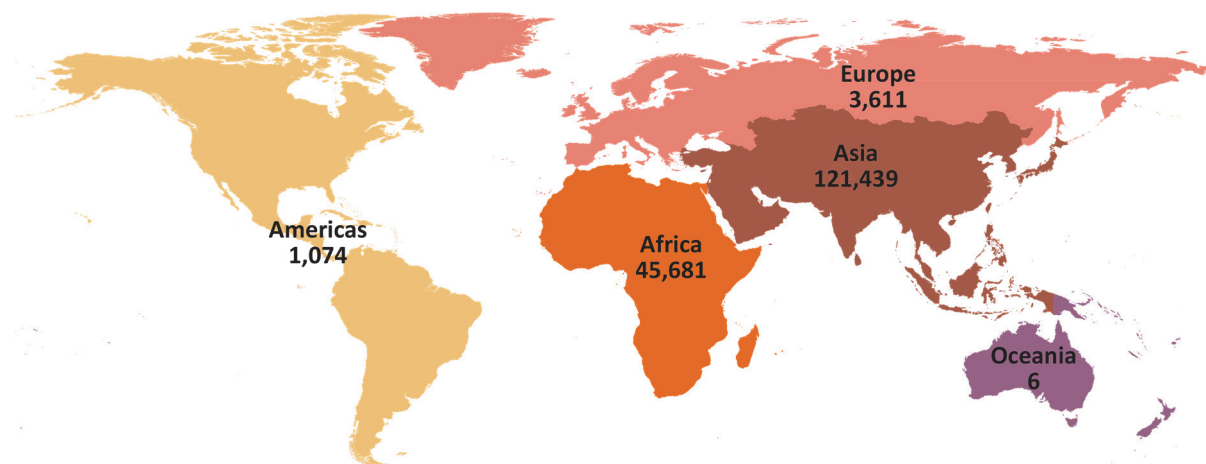 Europe
3,611
Asia
121,439
Americas
1,074
Africa
45,681
Oceania
6